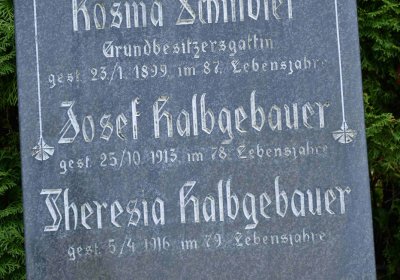 Rosina Schindler
Grundbesitzersgattin
gest. 23/1. 1899. im 87. Lebensjahre
Josef Halbgebauer
gest. 25/10. 1913. im 78. Lebensjahre
Theresia Halbgebauer
gest. 5/4. 1916. im 79. Lebensjahre.